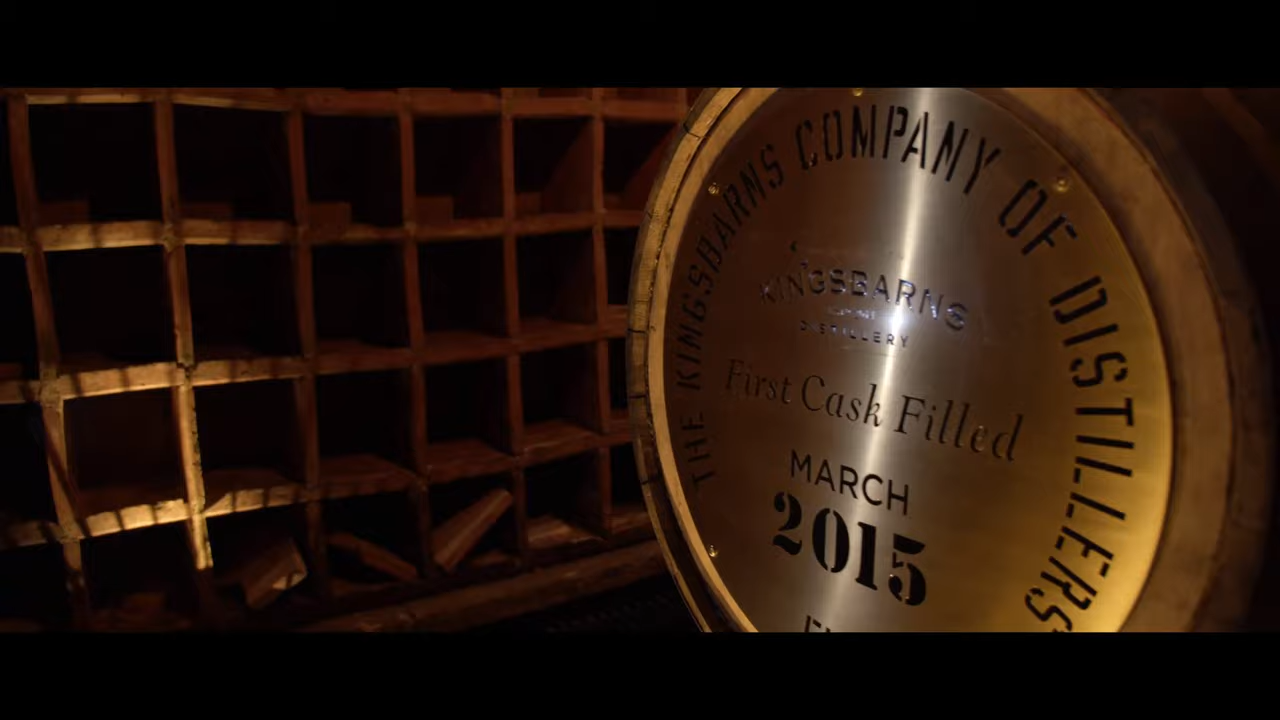 THE KINGSBARNS COMPANY OF DISTILLERS
KINGSBARNS
DISTILLERY
First Cask Filled
MARCH
2015